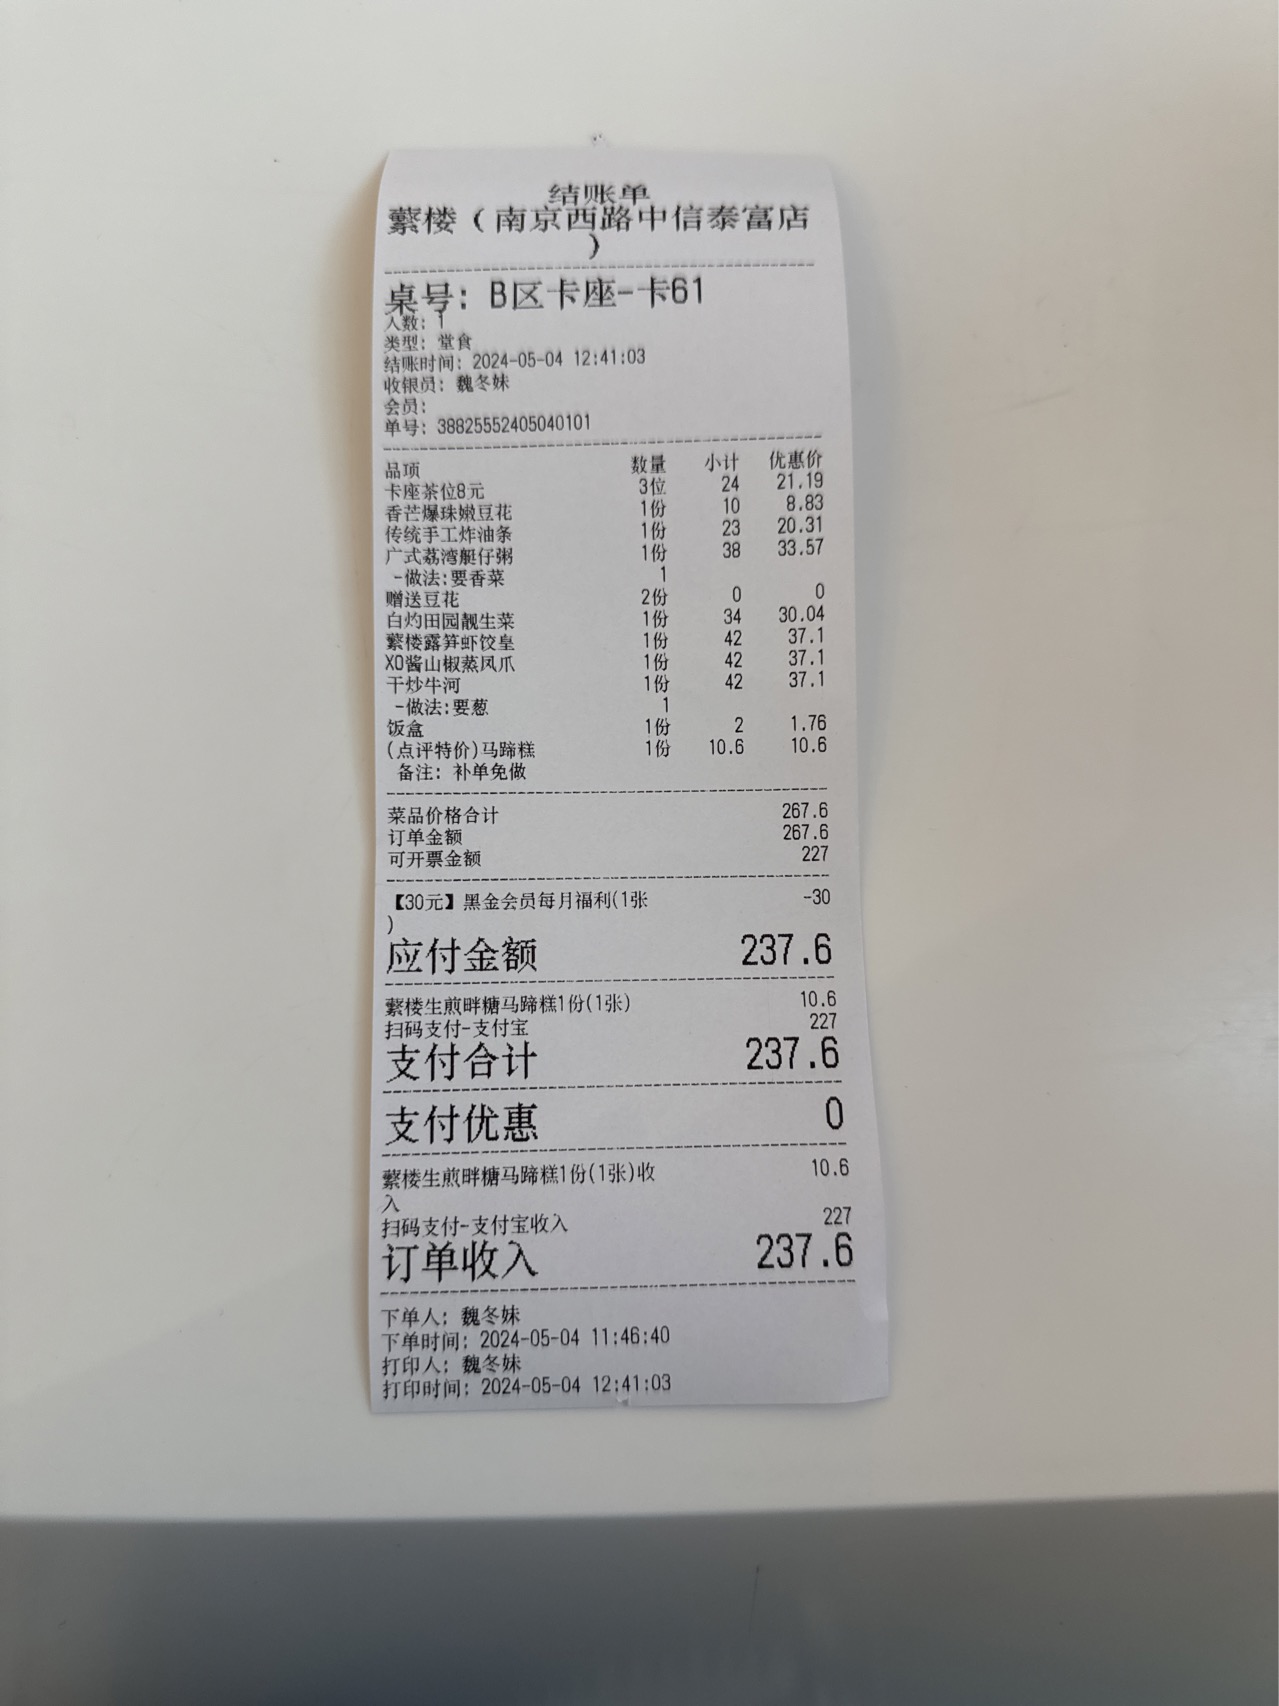 结账单
蘩楼（南京西路中信泰富店
）
桌号: B区卡座-卡61
人数: 1
类型: 堂食
结账时间: 2024-05-04 12:41:03
收银员: 魏冬妹
会员:
单号: 38825552405040101
品项 数量 小计 优惠价
卡座茶位8元 3位 24 21.19
香芒爆珠嫩豆花 1份 10 8.83
传统手工炸油条 1份 23 20.31
广式荔湾艇仔粥 1份 38 33.57
-做法:要香菜 1
赠送豆花 2份 0 0
白灼田园靓生菜 1份 34 30.04
蘩楼露笋虾饺皇 1份 42 37.1
XO酱山椒蒸凤爪 1份 42 37.1
干炒牛河 1份 42 37.1
-做法:要葱 1
饭盒 1份 2 1.76
(点评特价)马蹄糕 1份 10.6 10.6
备注: 补单免做
菜品价格合计 267.6
订单金额 267.6
可开票金额 227
【30元】黑金会员每月福利(1张 -30
)
应付金额 237.6
蘩楼生煎畔糖马蹄糕1份(1张) 10.6
扫码支付-支付宝 227
支付合计 237.6
支付优惠 0
蘩楼生煎畔糖马蹄糕1份(1张)收 10.6
入
扫码支付-支付宝收入 227
订单收入 237.6
下单人: 魏冬妹
下单时间: 2024-05-04 11:46:40
打印人: 魏冬妹
打印时间: 2024-05-04 12:41:03